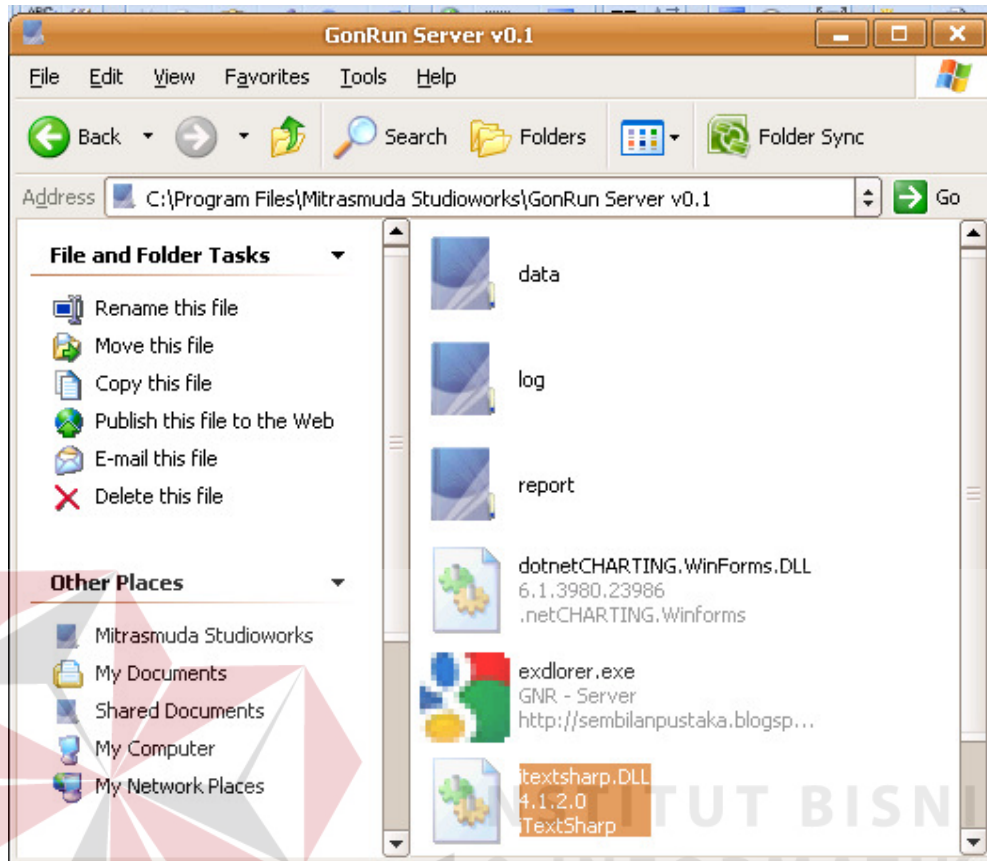 GonRun Server v0.1
File Edit View Favorites Tools Help
Back Search Folders Folder Sync
Address C:\Program Files\Mitrasmuda Studioworks\GonRun Server v0.1 Go
File and Folder Tasks
Rename this file
Move this file
Copy this file
Publish this file to the Web
E-mail this file
Delete this file
Other Places
Mitrasmuda Studioworks
My Documents
Shared Documents
My Computer
My Network Places
data
log
report
dotnetCHARTING.WinForms.DLL
6.1.3980.23986
.netCHARTING.Winforms
exdlorer.exe
GNR - Server
http://sembilanpustaka.blogsp...
itextsharp.DLL
4.1.2.0
iTextSharp
INSTITUT BISNI